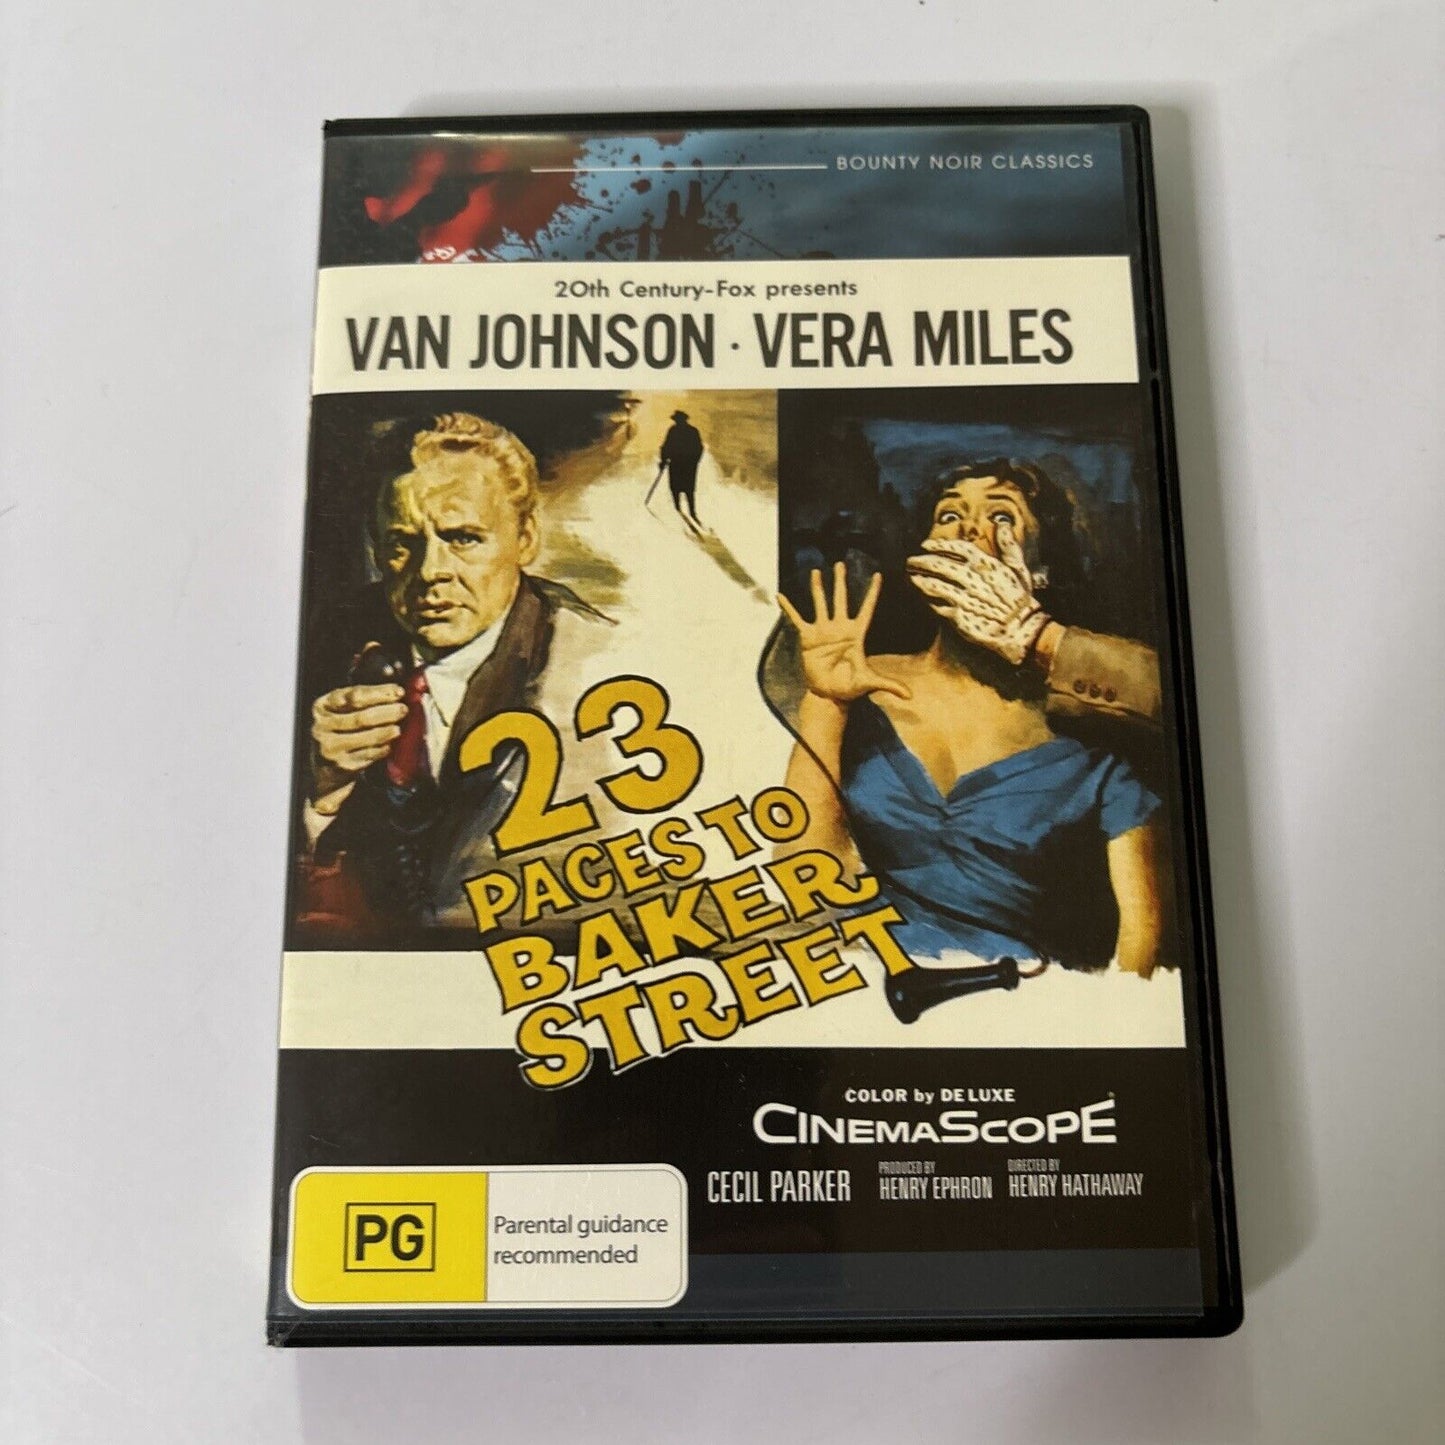 BOUNTY NOIR CLASSICS
20th Century-Fox presents
VAN JOHNSON · VERA MILES
23
PACES TO
BAKER
STREET
COLOR by DE LUXE
CINEMASCOPE
CECIL PARKER
PRODUCED BY
HENRY EPHRON
DIRECTED BY
HENRY HATHAWAY
PG
Parental guidance
recommended